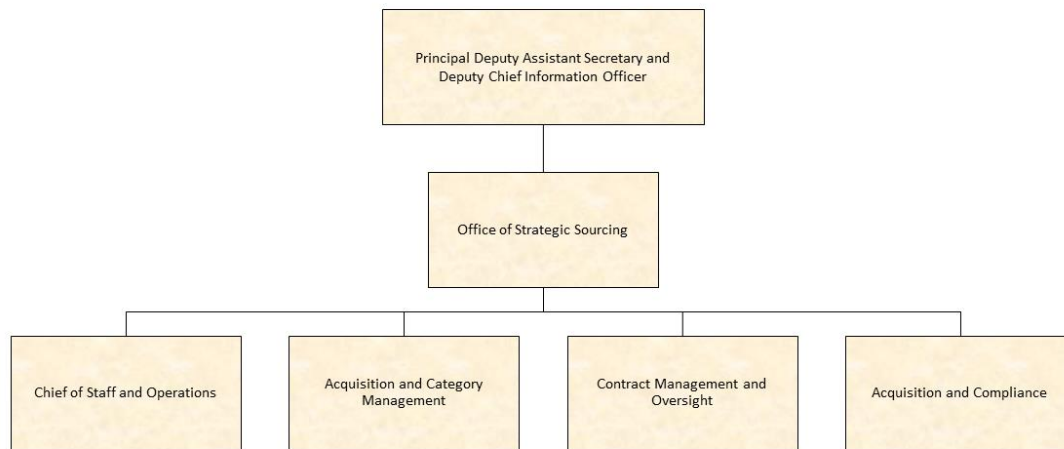 Principal Deputy Assistant Secretary and
Deputy Chief Information Officer
Office of Strategic Sourcing
Chief of Staff and Operations
Acquisition and Category
Management
Contract Management and
Oversight
Acquisition and Compliance